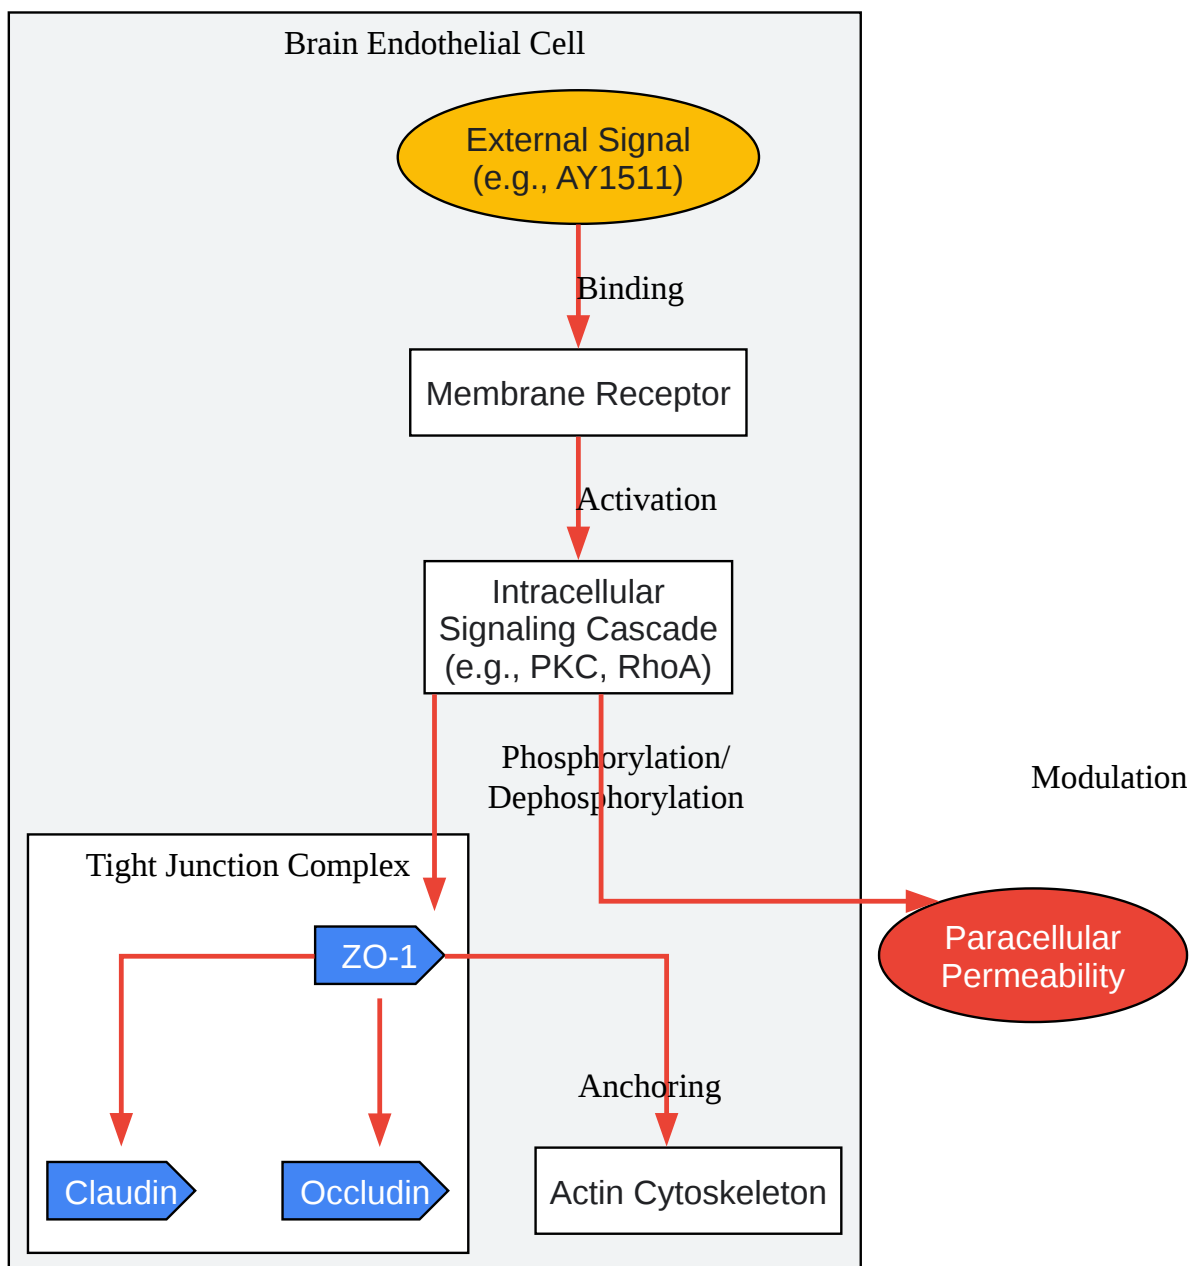 Brain Endothelial Cell
External Signal
(e.g., AY1511)
Binding
Membrane Receptor
Activation
Intracellular
Signaling Cascade
(e.g., PKC, RhoA)
Phosphorylation/
Dephosphorylation
Modulation
Tight Junction Complex
ZO-1
Paracellular
Permeability
Anchoring
Claudin
Occludin
Actin Cytoskeleton